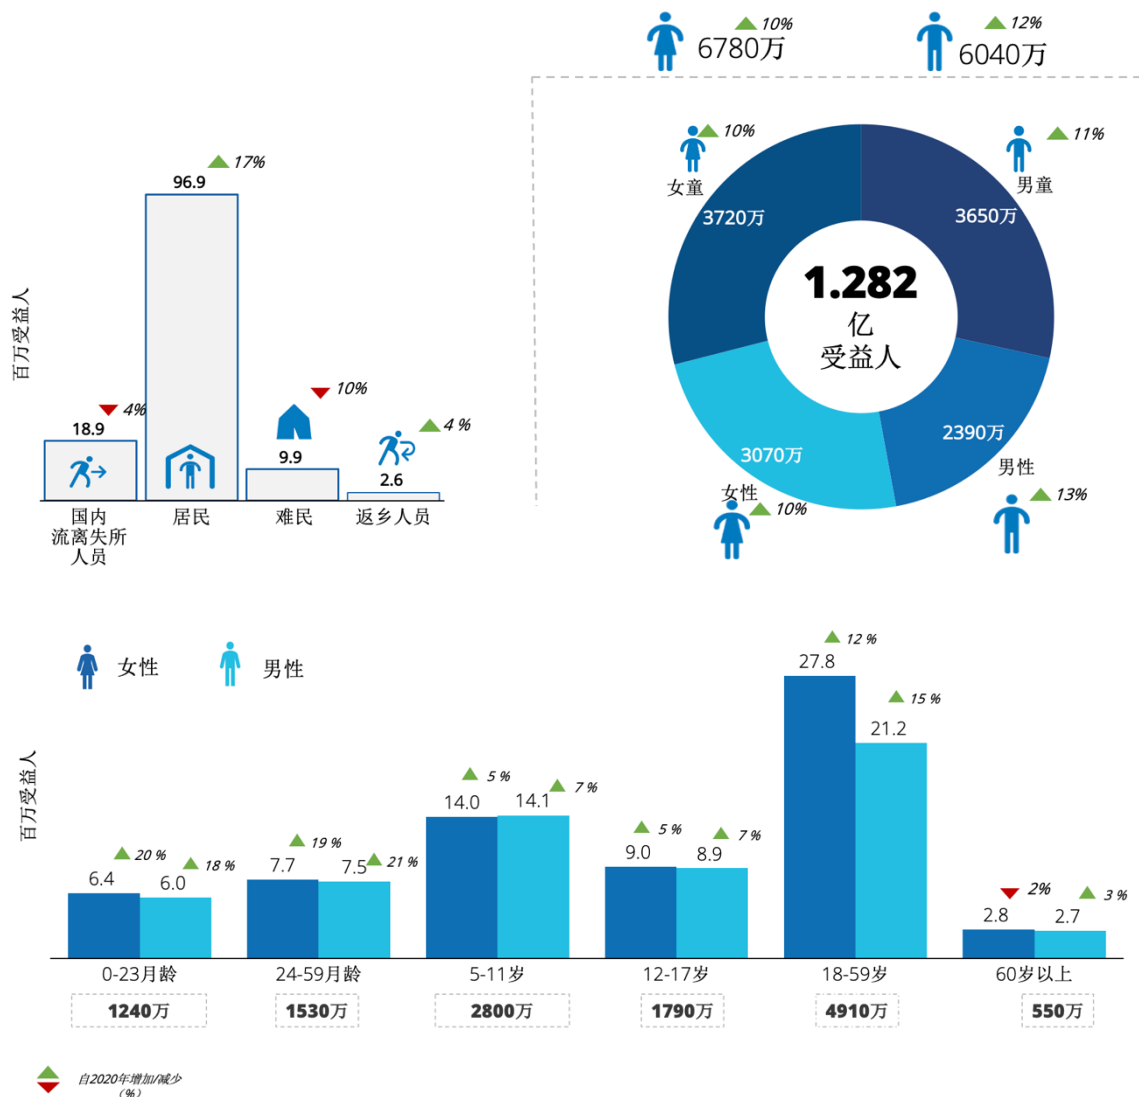 10%
6780万
12%
6040万
17%
96.9
百万受益人
4%
18.9
10%
9.9
4 %
2.6
国内
流离失所
人员
居民
难民
返乡人员
10%
女童
3720万
11%
男童
3650万
1.282
亿
受益人
3070万
女性
10%
2390万
男性
13%
女性
男性
百万受益人
20 %
6.4
18 %
6.0
19 %
7.7
21 %
7.5
5 %
14.0
7 %
14.1
5 %
9.0
7 %
8.9
12 %
27.8
15 %
21.2
2%
2.8
3 %
2.7
0-23月龄
24-59月龄
5-11岁
12-17岁
18-59岁
60岁以上
1240万
1530万
2800万
1790万
4910万
550万
自2020年增加/减少
（%）